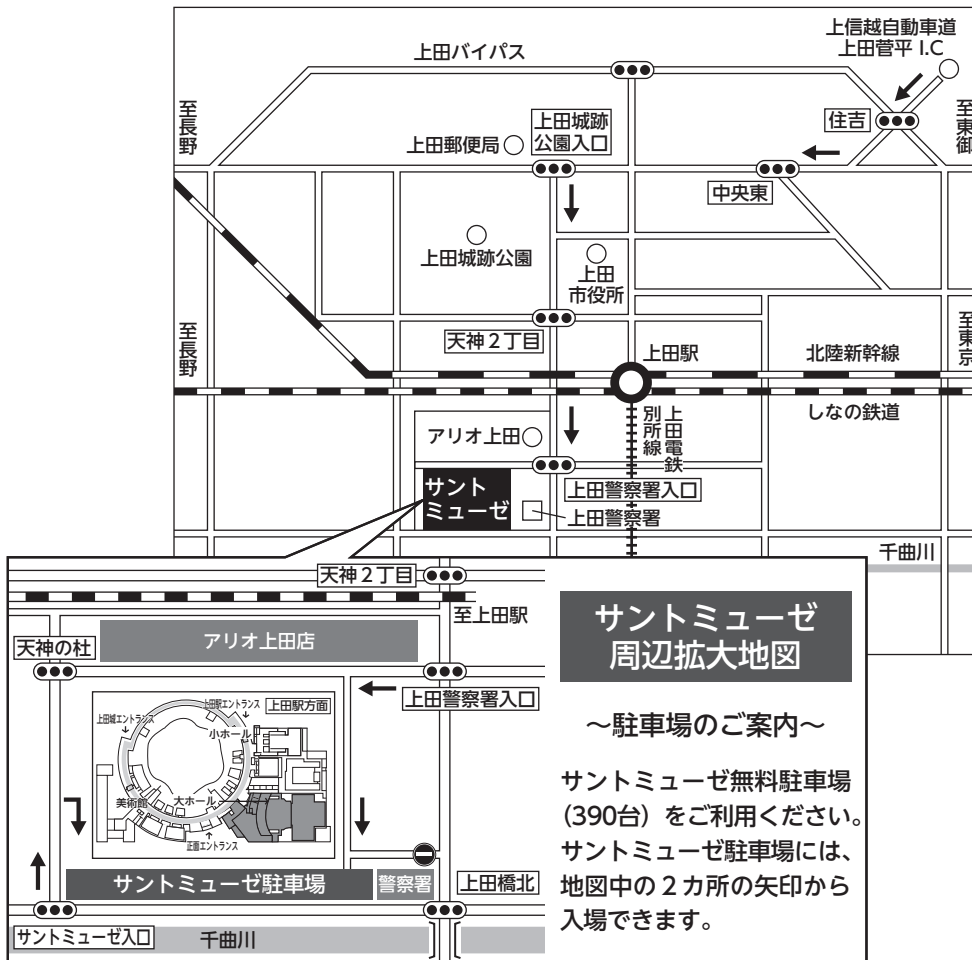 上信越自動車道
上田菅平 I.C
上田バイパス
至長野
上田郵便局
上田城跡
公園入口
住吉
至東御
中央東
上田城跡公園
上田
市役所
至長野
天神2丁目
上田駅
北陸新幹線
至東京
しなの鉄道
上田電鉄
別所線
アリオ上田
サント
ミューゼ
上田警察署入口
上田警察署
千曲川
天神2丁目
至上田駅
アリオ上田店
天神の杜
上田警察署入口
上田駅エントランス
上田駅方面
上田城エントランス
小ホール
美術館
大ホール
正面エントランス
サントミューゼ駐車場
警察署
上田橋北
サントミューゼ入口
千曲川
サントミューゼ
周辺拡大地図
～駐車場のご案内～
サントミューゼ無料駐車場
（390台）をご利用ください。
サントミューゼ駐車場には、
地図中の2カ所の矢印から
入場できます。